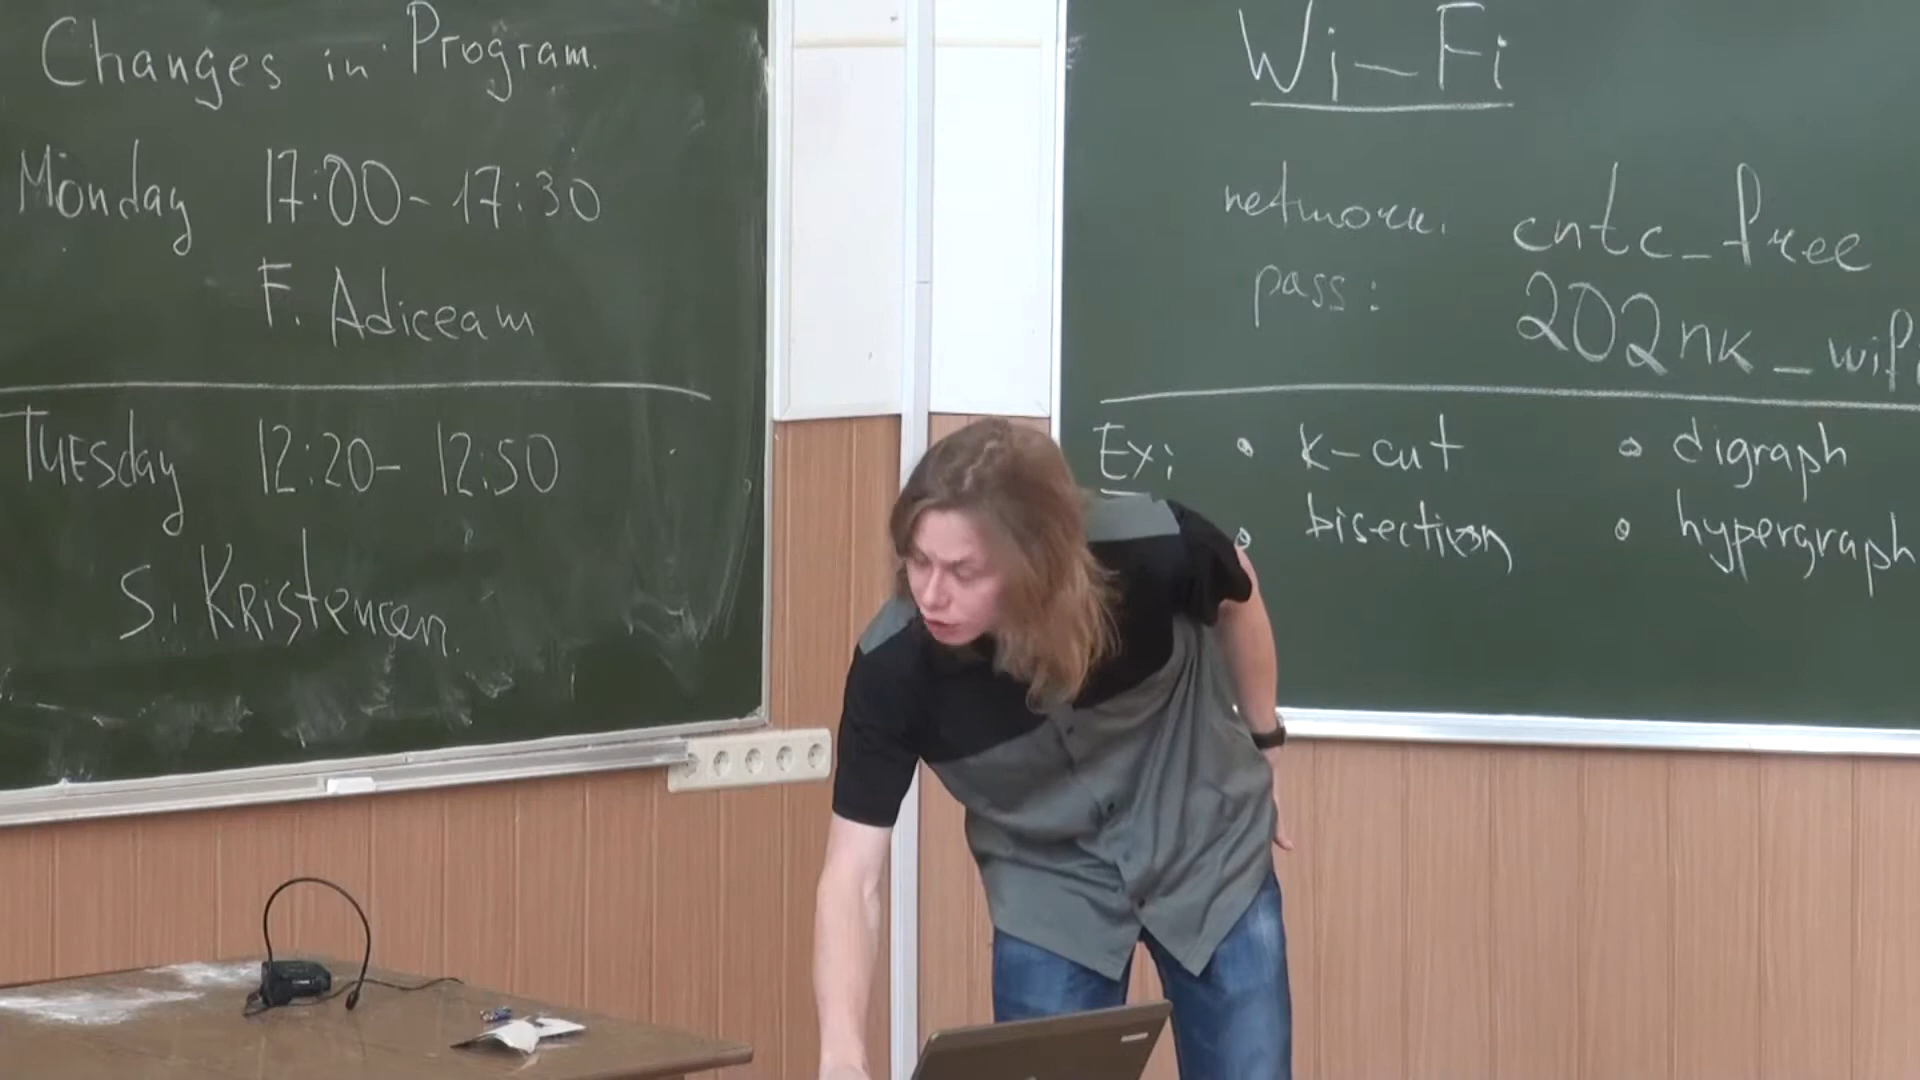 Changes in Program.
Monday 17:00 - 17:30
F. Adiceam
Tuesday 12:20 - 12:50
S. Kristencen.
Wi-Fi
network: cntc_free
pass: 202nk_wifi
Ex: • k-cut • digraph
• bisection • hypergraph